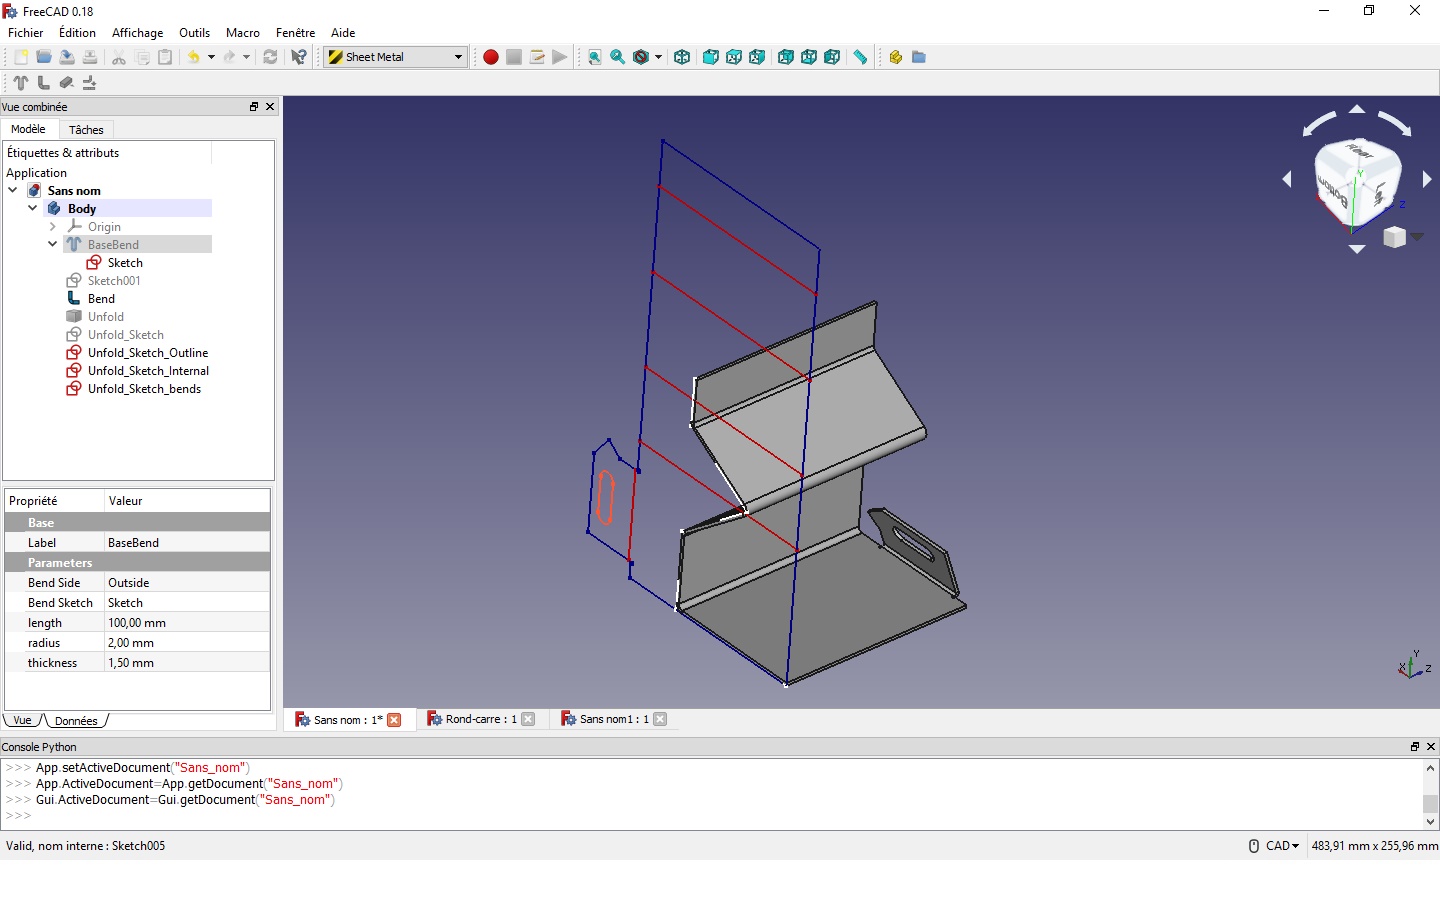 FreeCAD 0.18
Fichier Édition Affichage Outils Macro Fenêtre Aide
Sheet Metal
Vue combinée
Modèle Tâches
Étiquettes & attributs
Application
Sans nom
Body
Origin
BaseBend
Sketch
Sketch001
Bend
Unfold
Unfold_Sketch
Unfold_Sketch_Outline
Unfold_Sketch_Internal
Unfold_Sketch_bends
Propriété Valeur
Base
Label BaseBend
Parameters
Bend Side Outside
Bend Sketch Sketch
length 100,00 mm
radius 2,00 mm
thickness 1,50 mm
Vue Données
Y
Z
Y
X
Z
Sans nom : 1* Rond-carre : 1 Sans nom1 : 1
Console Python
>>> App.setActiveDocument("Sans_nom")
>>> App.ActiveDocument=App.getDocument("Sans_nom")
>>> Gui.ActiveDocument=Gui.getDocument("Sans_nom")
>>>
Valid, nom interne : Sketch005 CAD 483,91 mm x 255,96 mm